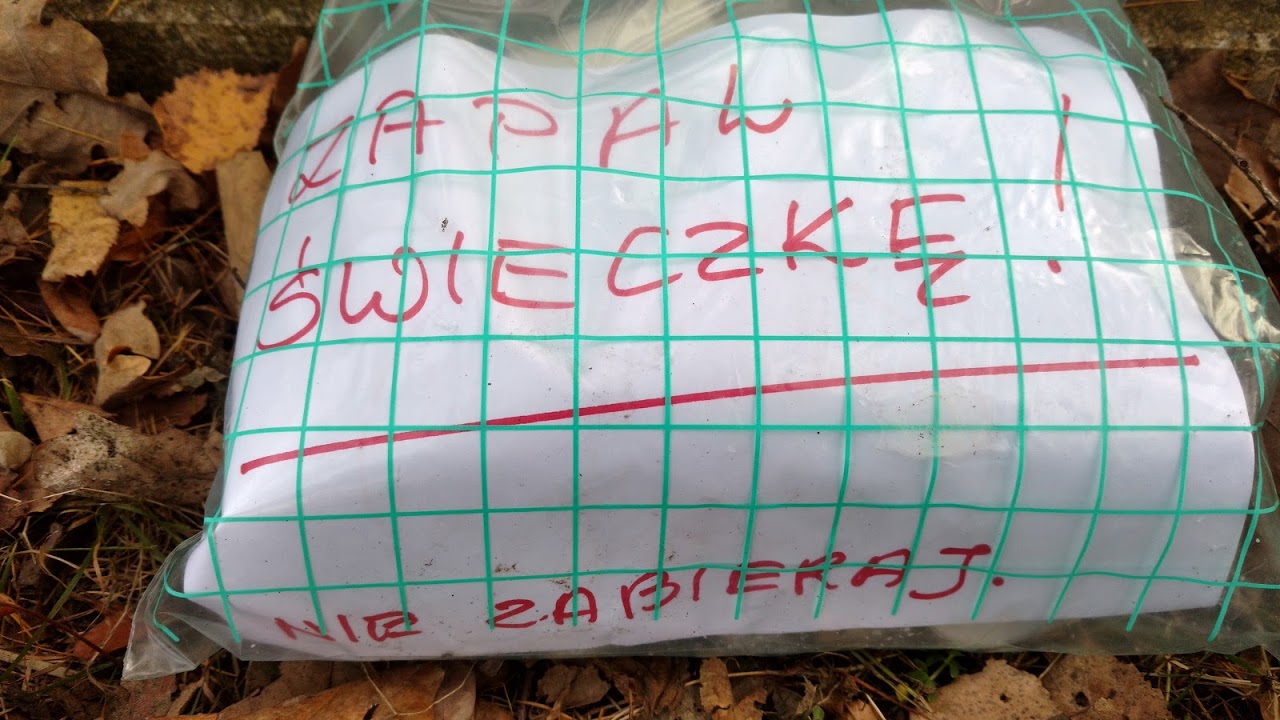 ZAPAL
ŚWIECZKĘ!
NIE ZABIERAJ.